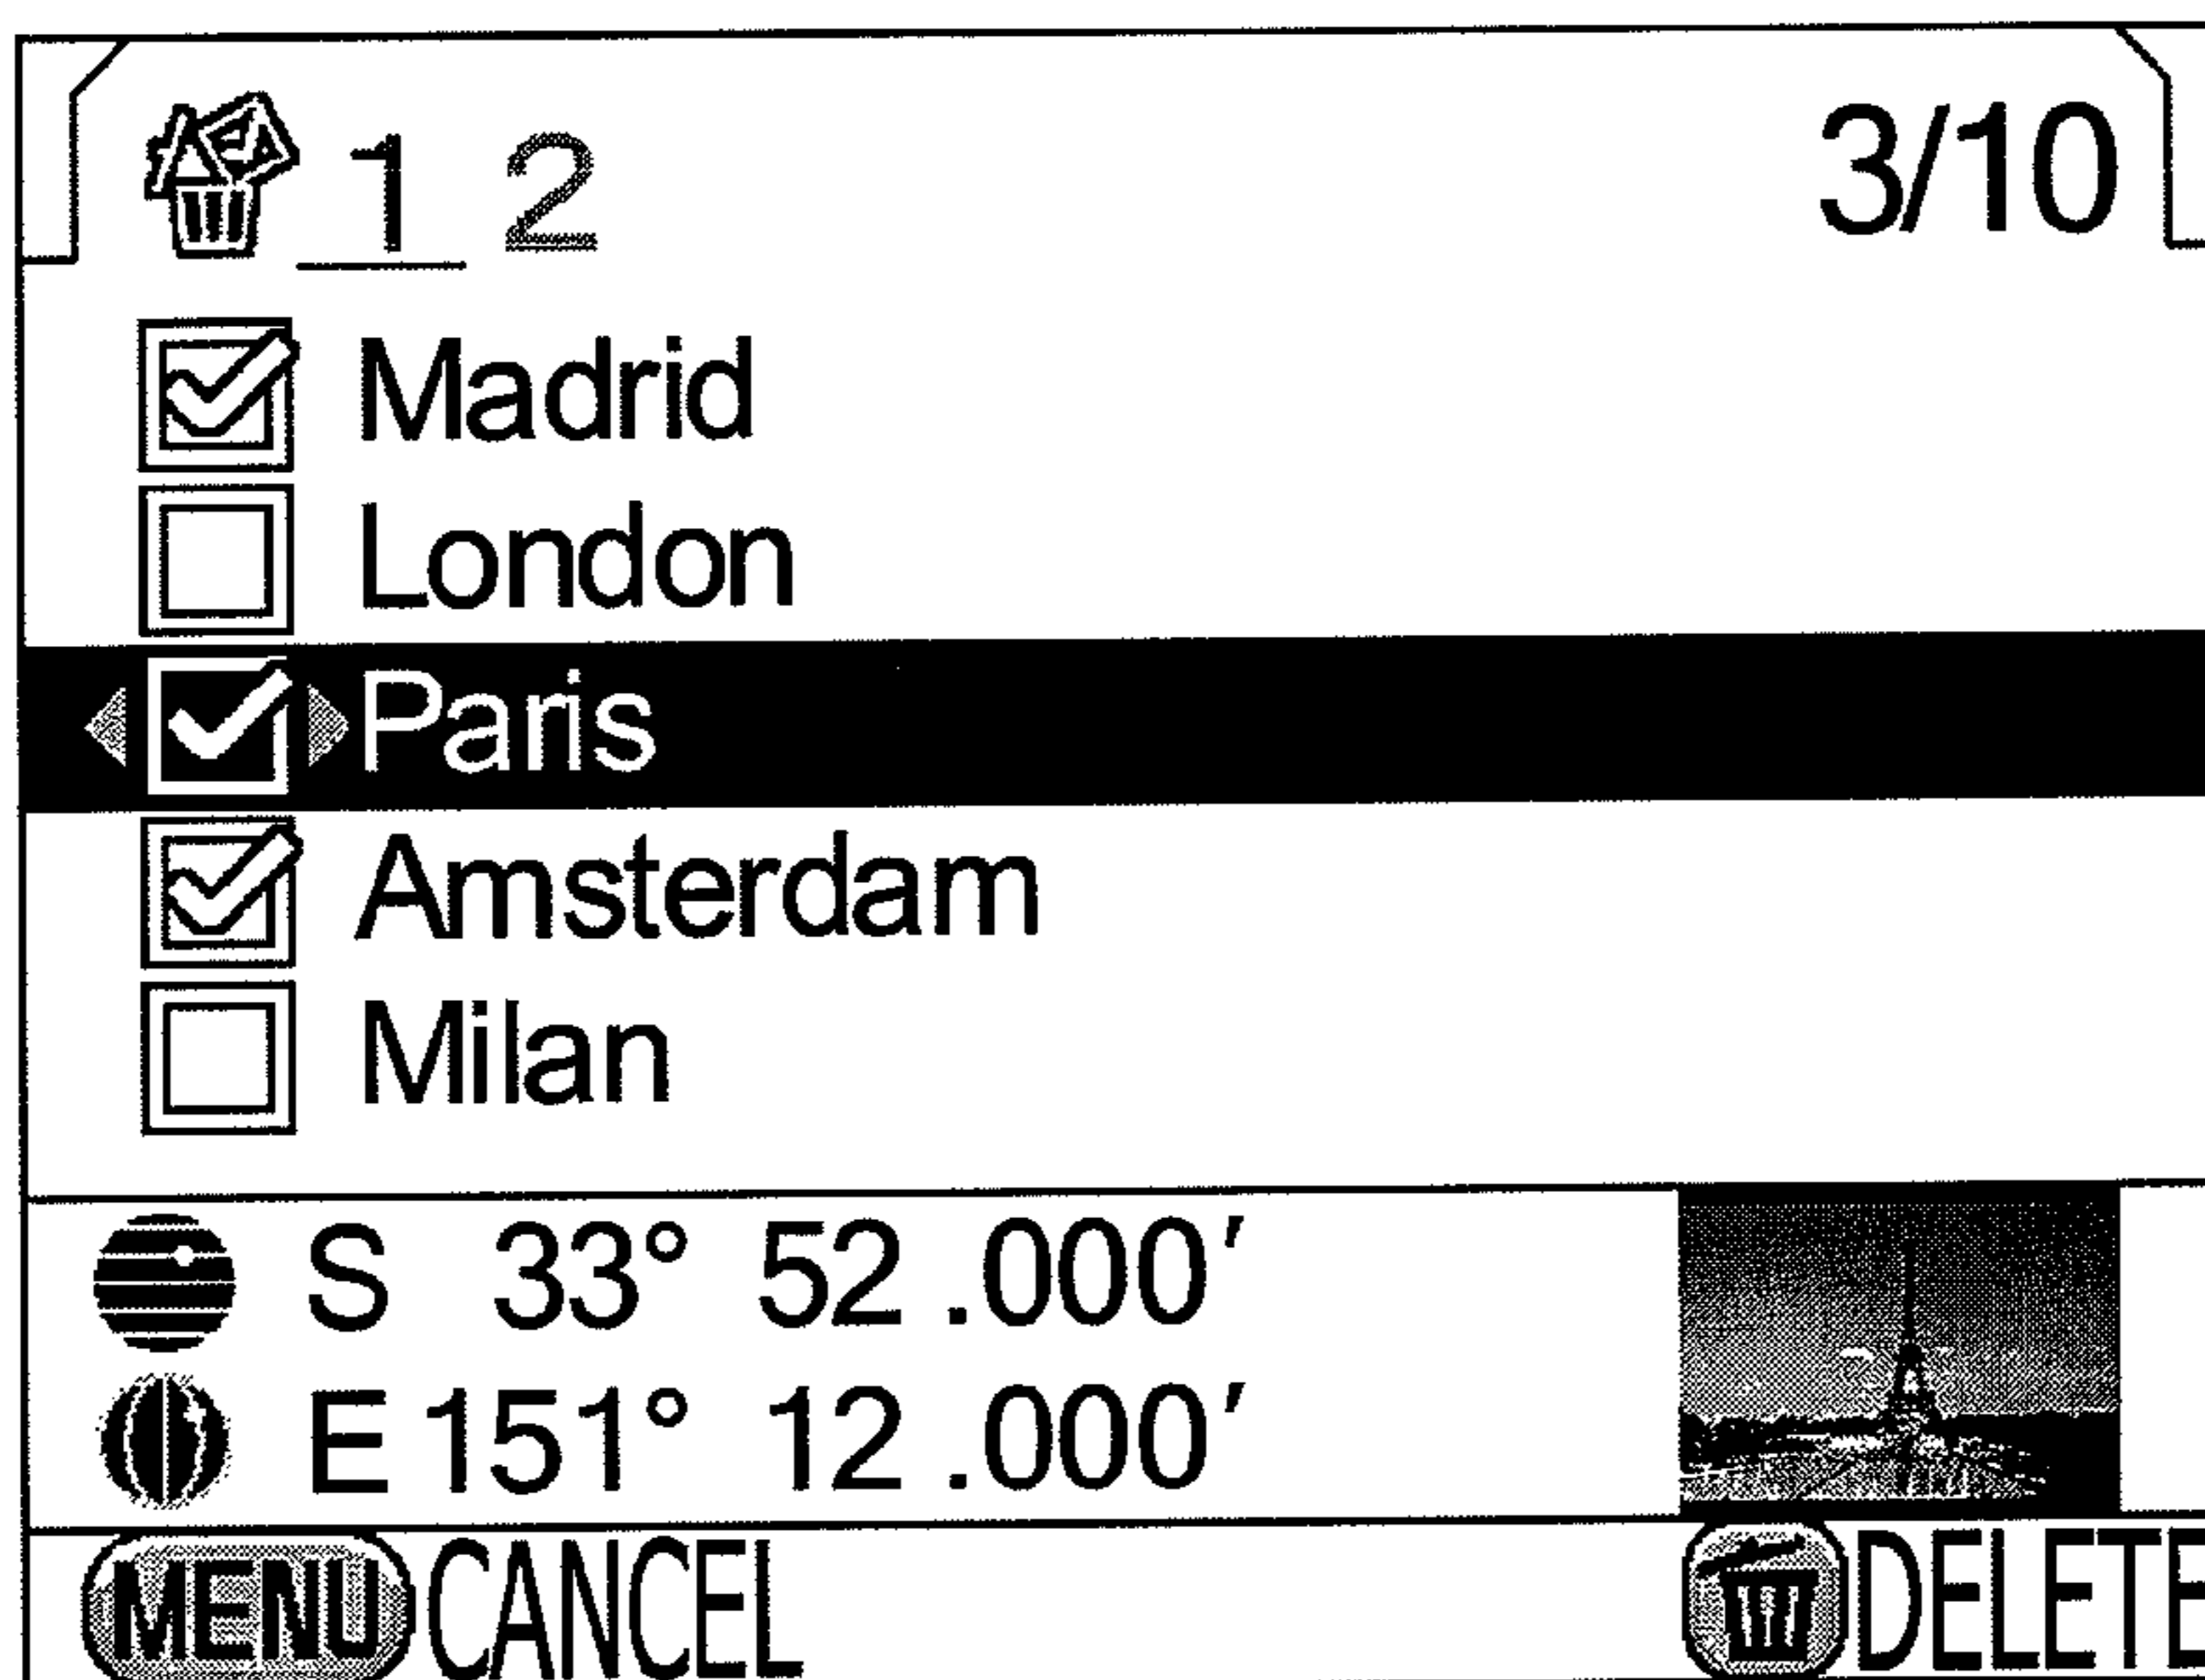 1 2 3/10
Madrid
London
Paris
Amsterdam
Milan
S 33° 52.000′
E 151° 12.000′
MENU CANCEL DELETE